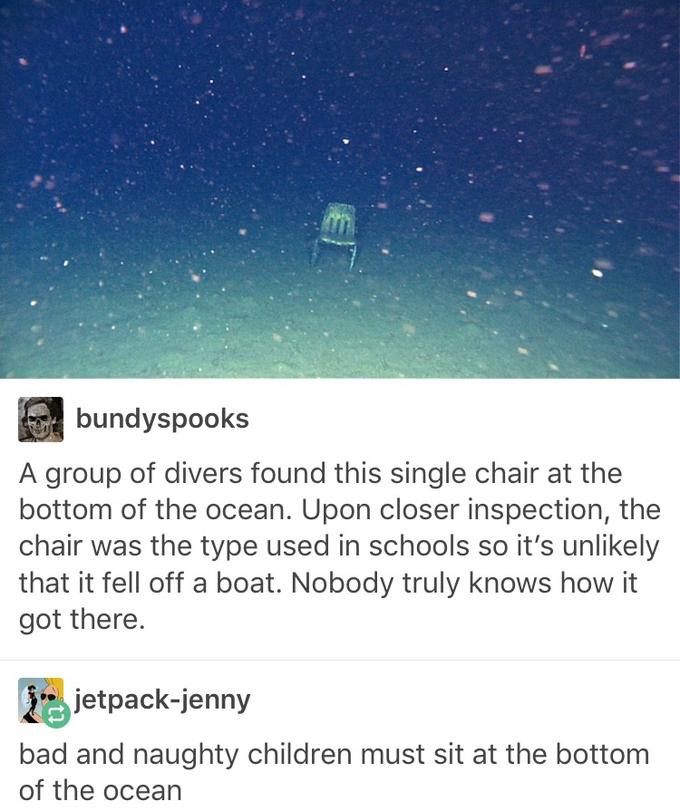 bundyspooks
A group of divers found this single chair at the
bottom of the ocean. Upon closer inspection, the
chair was the type used in schools so it’s unlikely
that it fell off a boat. Nobody truly knows how it
got there.
jetpack-jenny
bad and naughty children must sit at the bottom
of the ocean